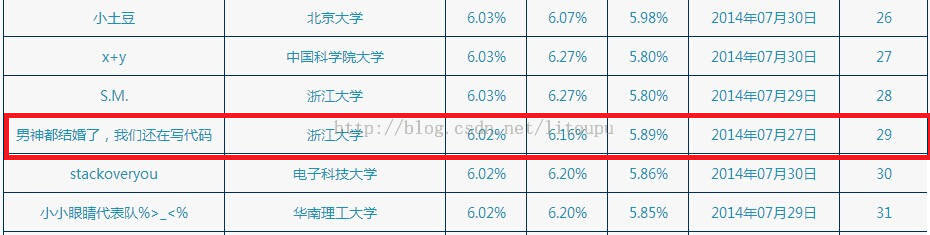 小土豆 北京大学 6.03% 6.07% 5.98% 2014年07月30日 26
x+y 中国科学院大学 6.03% 6.27% 5.80% 2014年07月30日 27
S.M. 浙江大学 6.03% 6.27% 5.80% 2014年07月29日 28
男神都结婚了，我们还在写代码 浙江大学 6.02% 6.16% 5.89% 2014年07月27日 29
http://blog.csdn.net/litoupu
stackoveryou 电子科技大学 6.02% 6.20% 5.86% 2014年07月30日 30
小小眼睛代表队%>_<% 华南理工大学 6.02% 6.20% 5.85% 2014年07月29日 31